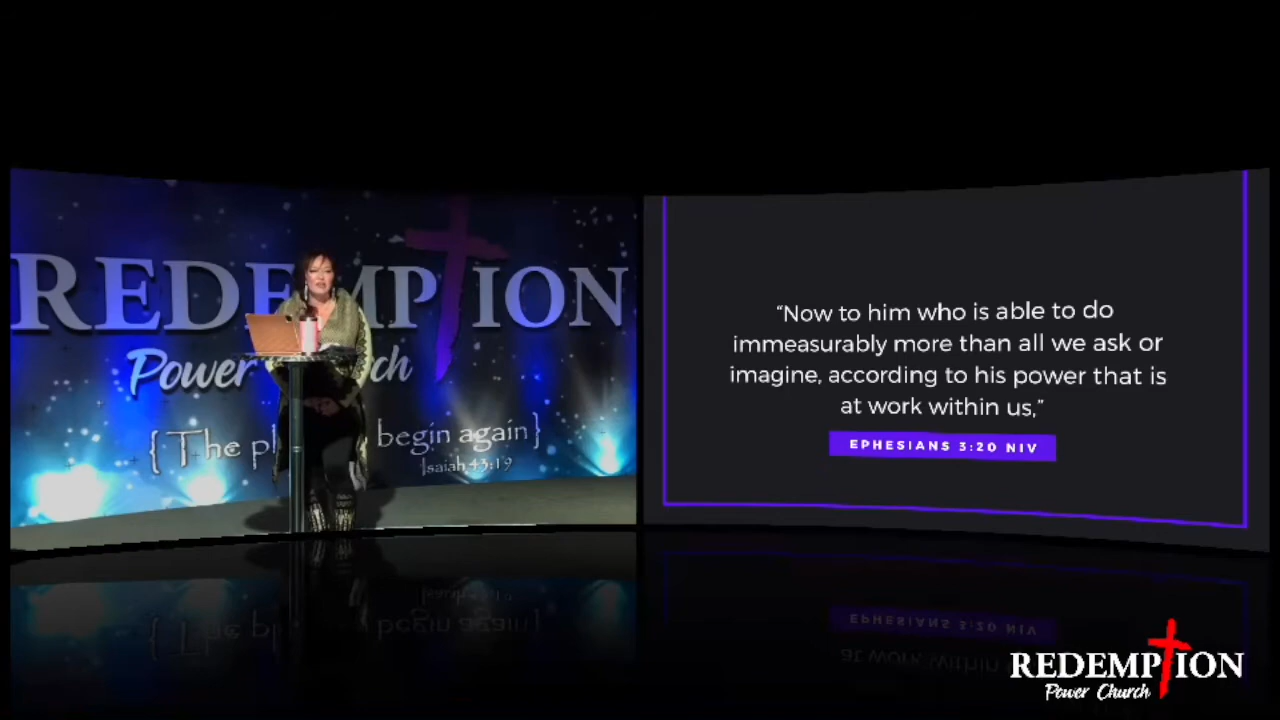 REDEMPTION
Power Church
{The pl begin again}
Isaiah 43:19
“Now to him who is able to do
immeasurably more than all we ask or
imagine, according to his power that is
at work within us,”
EPHESIANS 3:20 NIV
REDEMPTION
Power Church